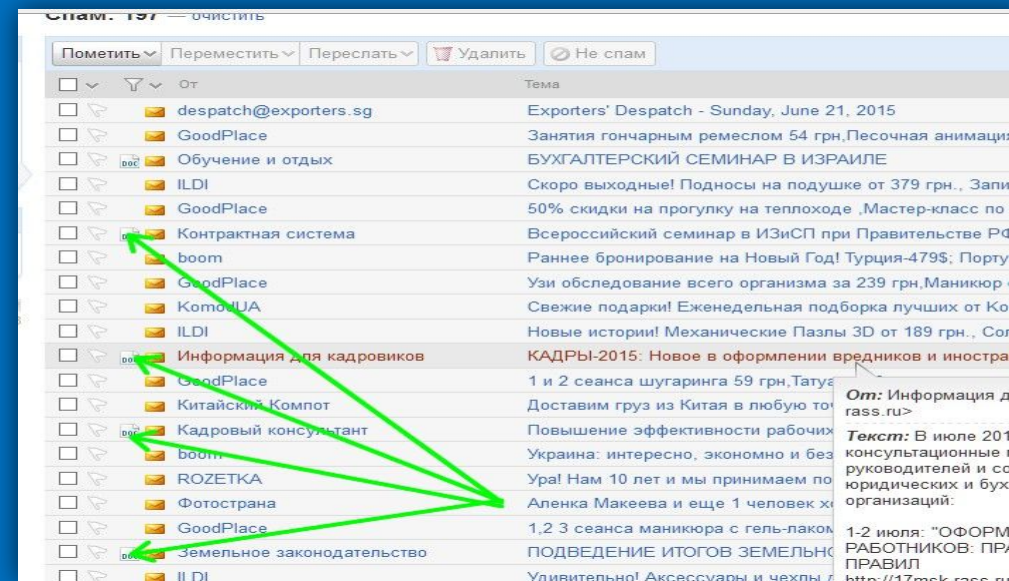 Спам: 197 — очистить
Пометить Переместить Переслать Удалить Не спам
От Тема
despatch@exporters.sg Exporters' Despatch - Sunday, June 21, 2015
GoodPlace Занятия гончарным ремеслом 54 грн,Песочная анимация
DOC Обучение и отдых БУХГАЛТЕРСКИЙ СЕМИНАР В ИЗРАИЛЕ
ILDI Скоро выходные! Подносы на подушке от 379 грн., Запи
GoodPlace 50% скидки на прогулку на теплоходе ,Мастер-класс по
Контрактная система Всероссийский семинар в ИЗиСП при Правительстве РФ
boom Раннее бронирование на Новый Год! Турция-479$; Порту
GoodPlace Узи обследование всего организма за 239 грн,Маникюр
KomodUA Свежие подарки! Еженедельная подборка лучших от Ko
ILDI Новые истории! Механические Пазлы 3D от 189 грн., Сол
Информация для кадровиков КАДРЫ-2015: Новое в оформлении вредников и иностра
GoodPlace 1 и 2 сеанса шугаринга 59 грн,Татуа
Китайский Компот Доставим груз из Китая в любую точ
Кадровый консультант Повышение эффективности рабочих
boom Украина: интересно, экономно и без
ROZETKA Ура! Нам 10 лет и мы принимаем по
Фотострана Аленка Макеева и еще 1 человек хо
GoodPlace 1,2 3 сеанса маникюра с гель-лаком
Земельное законодательство ПОДВЕДЕНИЕ ИТОГОВ ЗЕМЕЛЬНО
ILDI Удивительно! Аксессуары и чехлы д
От: Информация д
rass.ru>
Текст: В июле 201
консультационные
руководителей и со
юридических и бух
организаций:
1-2 июля: "ОФОРМ
РАБОТНИКОВ: ПРА
ПРАВИЛ
http://17msk.rass.ru